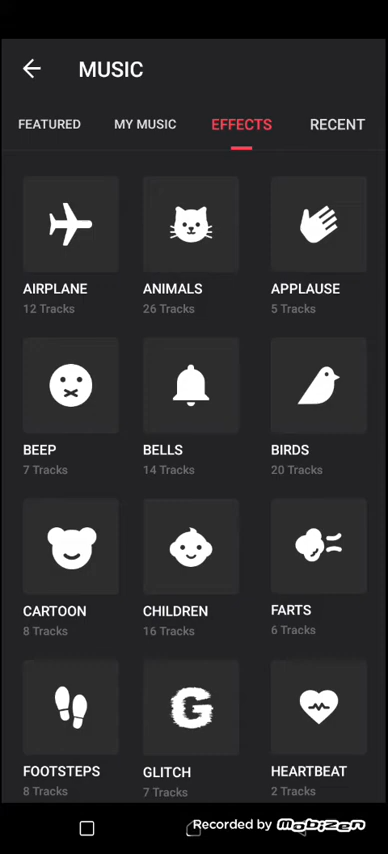 MUSIC
FEATURED MY MUSIC EFFECTS RECENT
AIRPLANE ANIMALS APPLAUSE
12 Tracks 26 Tracks 5 Tracks
BEEP BELLS BIRDS
7 Tracks 14 Tracks 20 Tracks
CARTOON CHILDREN FARTS
8 Tracks 16 Tracks 6 Tracks
G
FOOTSTEPS GLITCH HEARTBEAT
8 Tracks 7 Tracks 2 Tracks
Recorded by mobizen